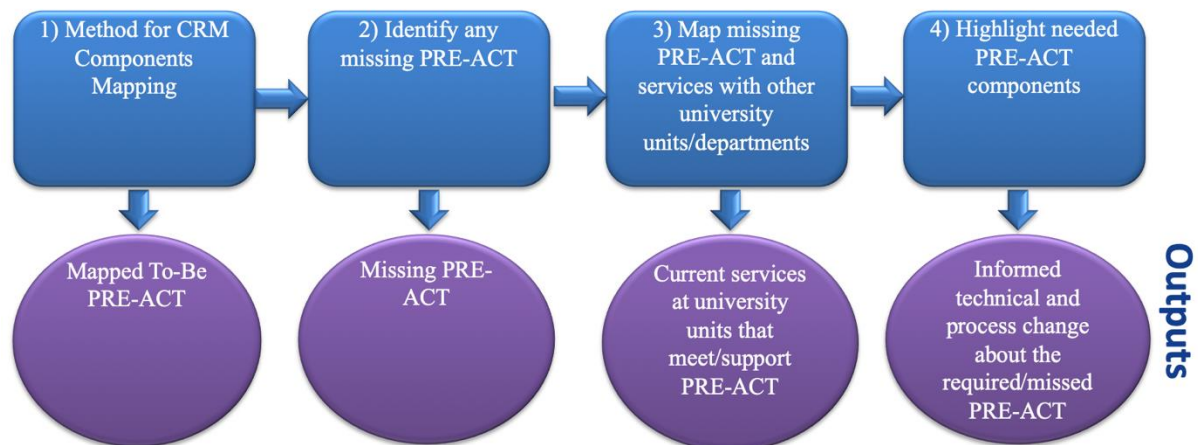 1) Method for CRM
Components
Mapping
2) Identify any
missing PRE-ACT
3) Map missing
PRE-ACT and
services with other
university
units/departments
4) Highlight needed
PRE-ACT
components
Mapped To-Be
PRE-ACT
Missing PRE-
ACT
Current services
at university
units that
meet/support
PRE-ACT
Informed
technical and
process change
about the
required/missed
PRE-ACT
Outputs